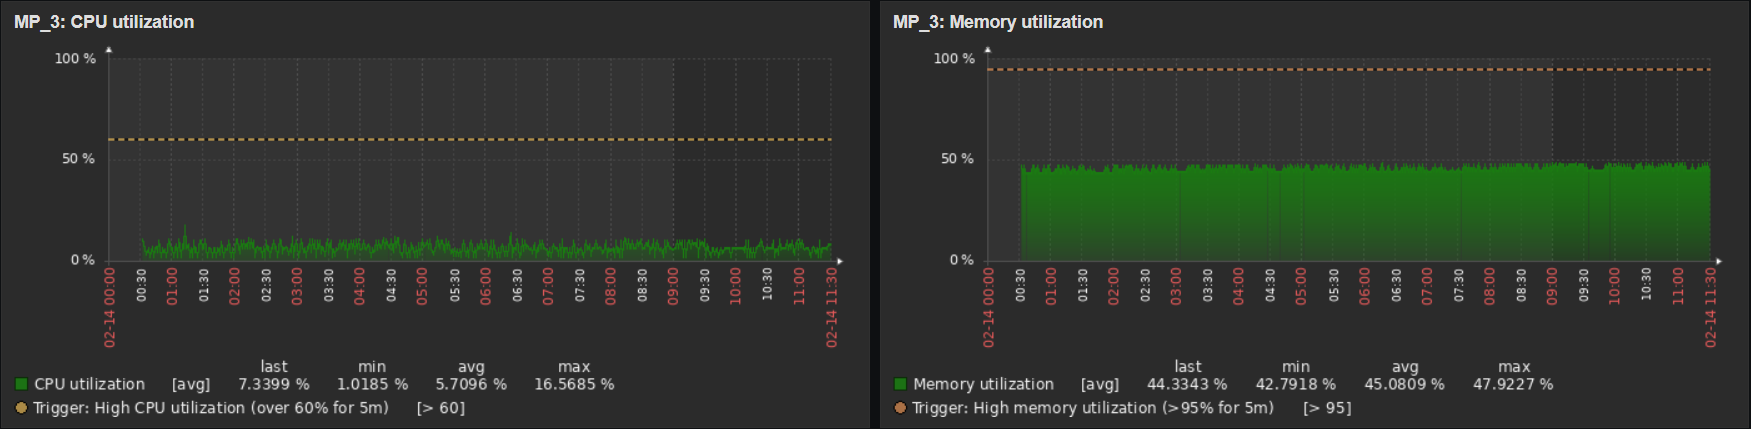 MP_3: CPU utilization
100 %
50 %
0 %
02-14 00:00 00:30 01:00 01:30 02:00 02:30 03:00 03:30 04:00 04:30 05:00 05:30 06:00 06:30 07:00 07:30 08:00 08:30 09:00 09:30 10:00 10:30 11:00 02-14 11:30
last min avg max
CPU utilization [avg] 7.3399 % 1.0185 % 5.7096 % 16.5685 %
Trigger: High CPU utilization (over 60% for 5m) [> 60]
MP_3: Memory utilization
100 %
50 %
0 %
02-14 00:00 00:30 01:00 01:30 02:00 02:30 03:00 03:30 04:00 04:30 05:00 05:30 06:00 06:30 07:00 07:30 08:00 08:30 09:00 09:30 10:00 10:30 11:00 02-14 11:30
last min avg max
Memory utilization [avg] 44.3343 % 42.7918 % 45.0809 % 47.9227 %
Trigger: High memory utilization (>95% for 5m) [> 95]